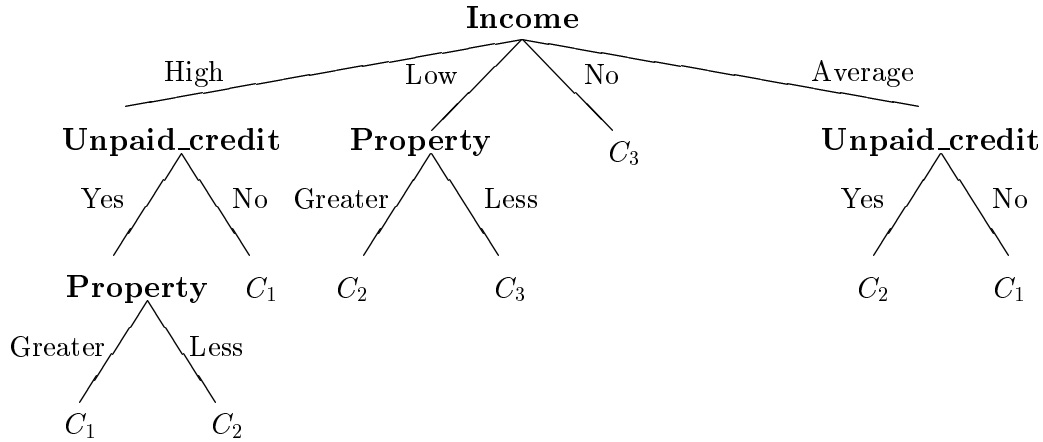 Income
High Low No Average
Unpaid_credit Property C3 Unpaid_credit
Yes No Greater Less Yes No
Property C1 C2 C3 C2 C1
Greater Less
C1 C2